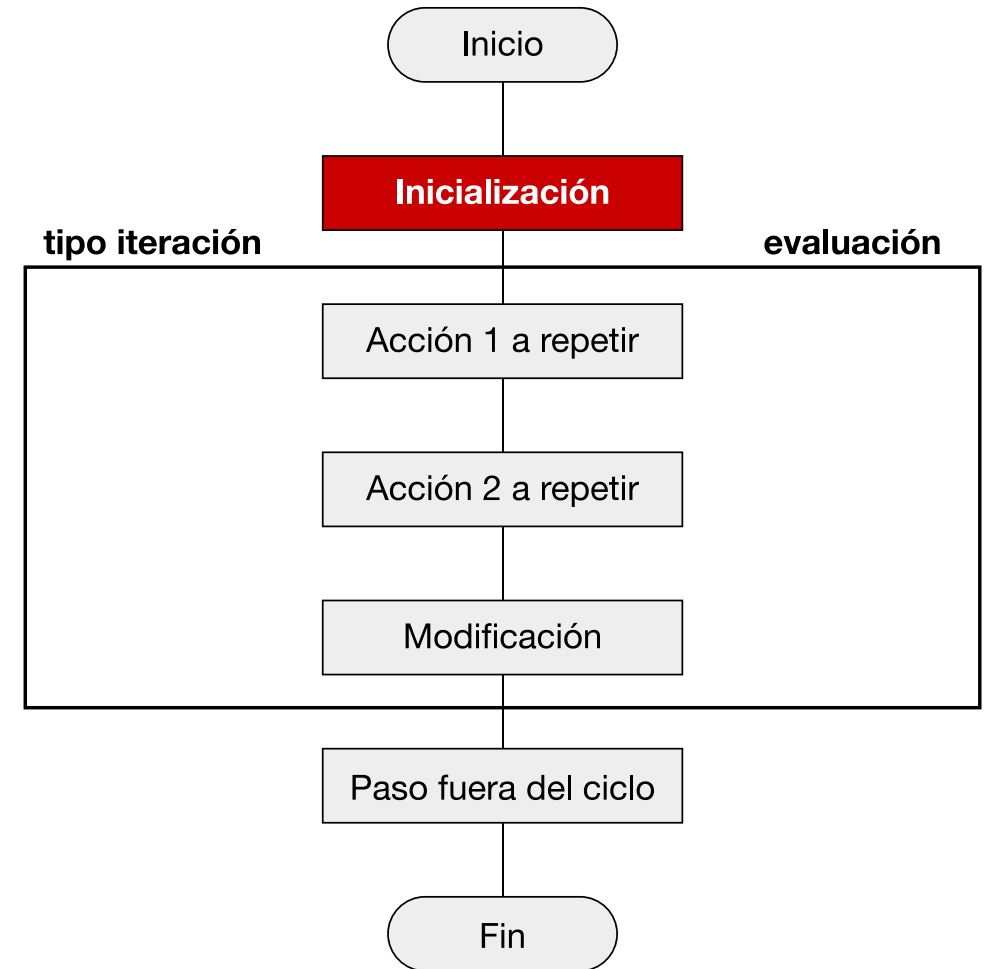 Inicio
Inicialización
tipo iteración
evaluación
Acción 1 a repetir
Acción 2 a repetir
Modificación
Paso fuera del ciclo
Fin